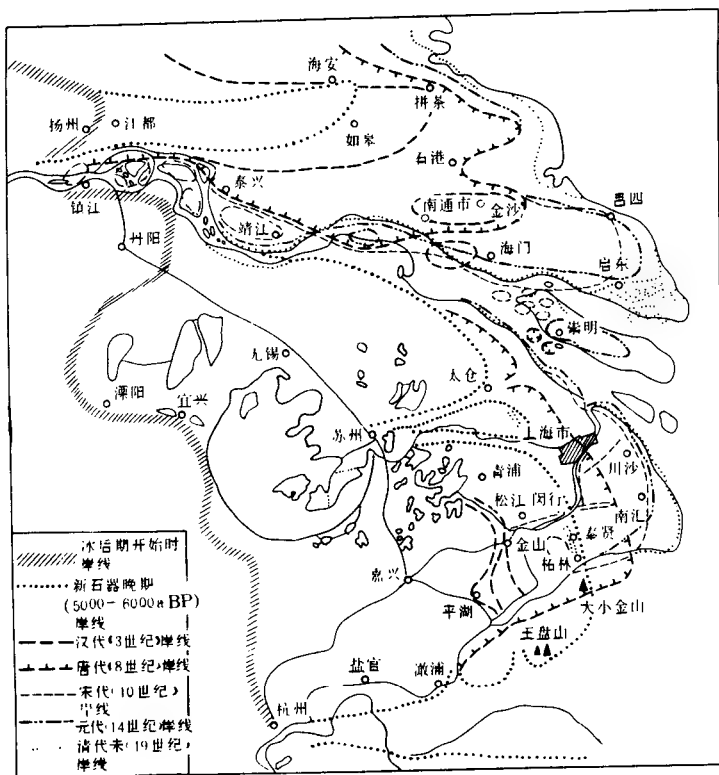 海安
拼茶
扬州
江都
如皋
石港
泰兴
镇江
南通市
金沙
吕四
靖江
丹阳
海门
启东
崇明
无锡
太仓
溧阳
宜兴
苏州
上海市
川沙
青浦
松江
闵行
南汇
奉贤
金山
柘林
嘉兴
大小金山
平湖
王盘山
盐官
澉浦
杭州
冰后期开始时
岸线
新石器晚期
(5000-6000a BP)
岸线
汉代(3世纪)岸线
唐代(8世纪)岸线
宋代(10世纪)
岸线
元代(14世纪)岸线
清代末(19世纪)
岸线